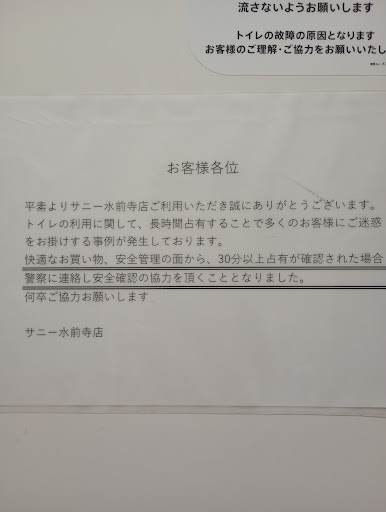 流さないようお願いします
トイレの故障の原因となります
お客様のご理解・ご協力をお願いいたし
お客様各位
平素よりサニー水前寺店ご利用いただき誠にありがとうございます。
トイレの利用に関して、長時間占有することで多くのお客様にご迷惑
をお掛けする事例が発生しております。
快適なお買い物、安全管理の面から、30分以上占有が確認された場合
警察に連絡し安全確認の協力を頂くこととなりました。
何卒ご協力お願いします
サニー水前寺店